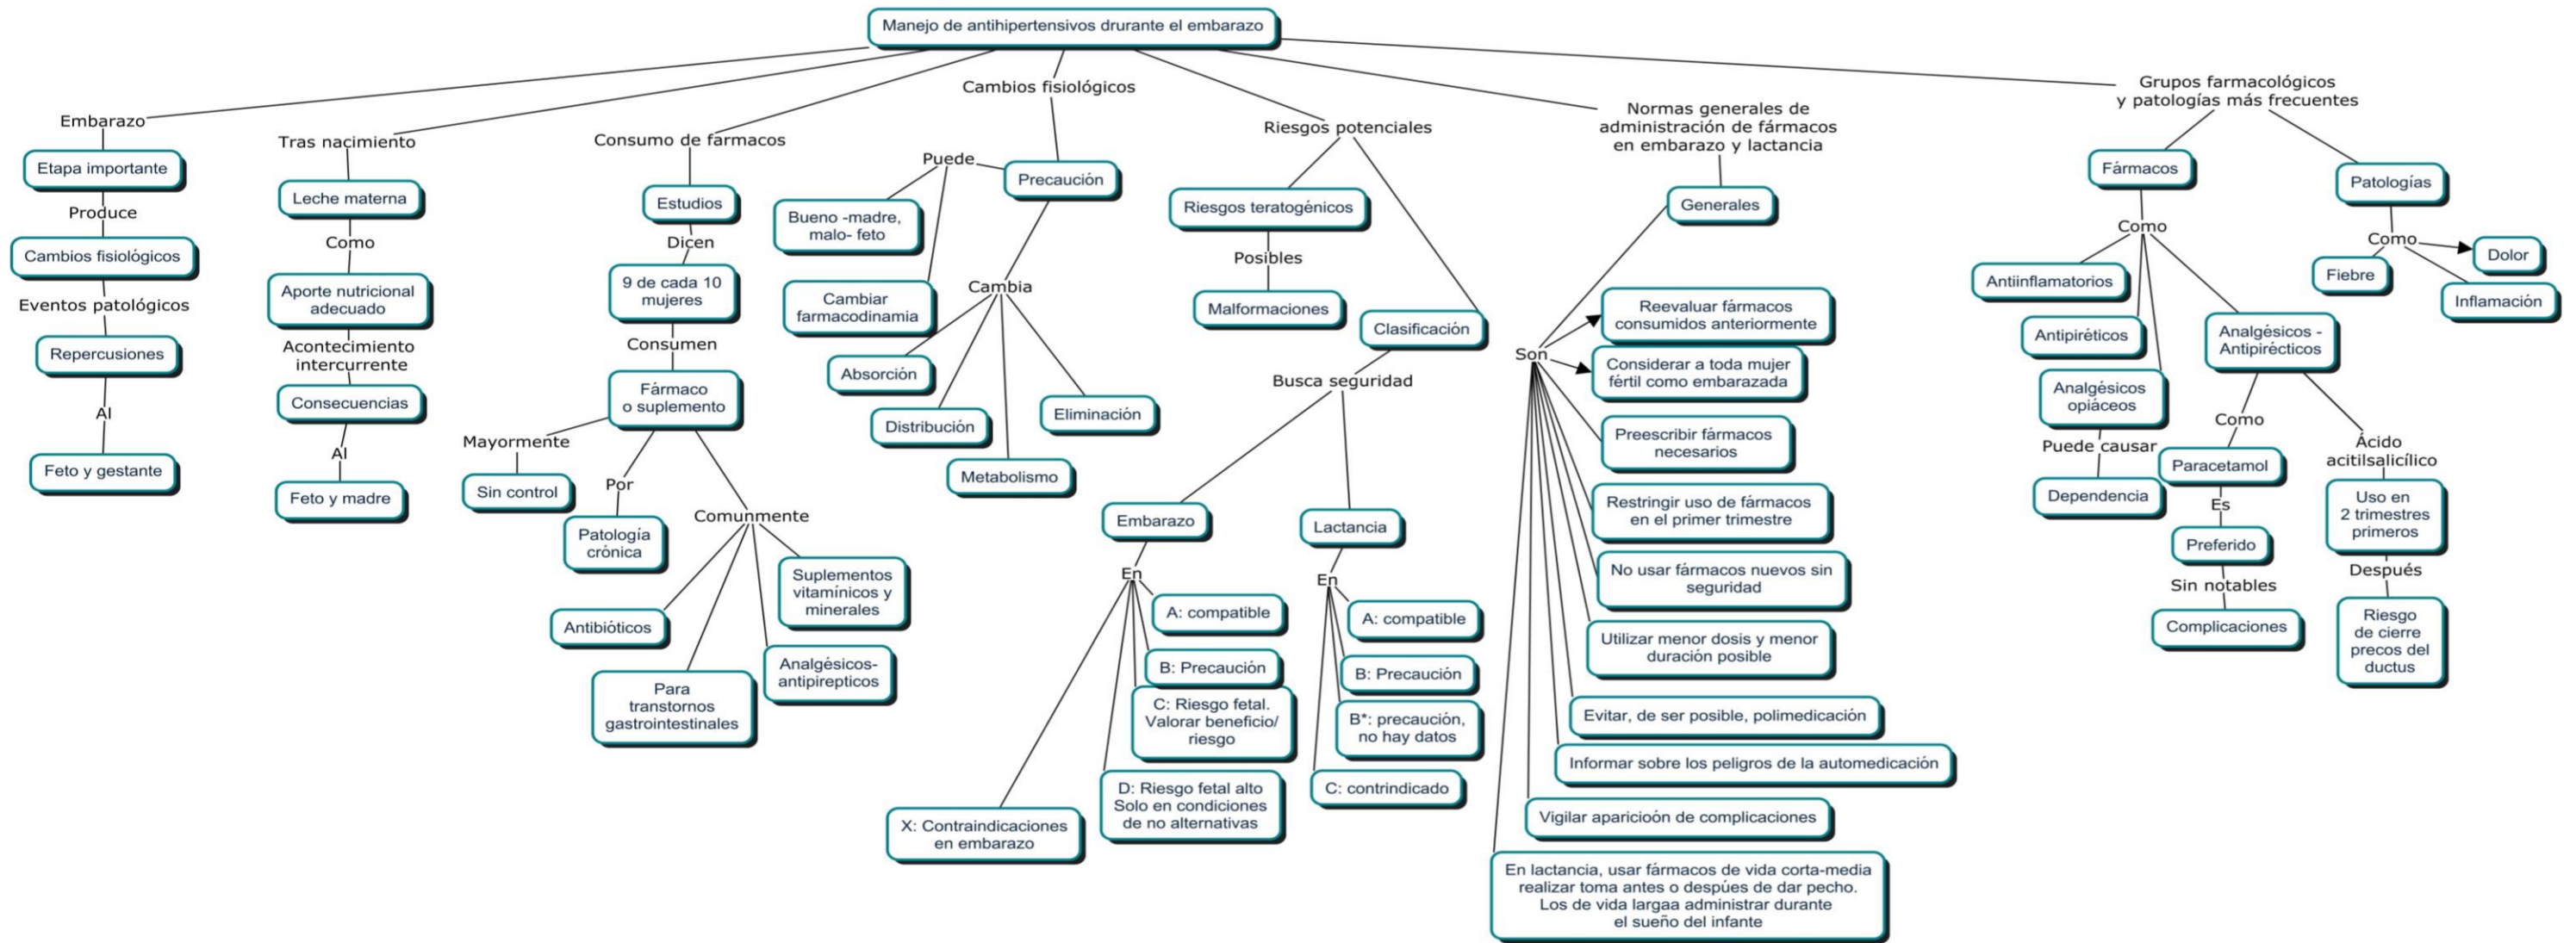 Manejo de antihipertensivos drurante el embarazo
Embarazo
Etapa importante
Produce
Cambios fisiológicos
Eventos patológicos
Repercusiones
Al
Feto y gestante
Tras nacimiento
Leche materna
Como
Aporte nutricional
adecuado
Acontecimiento
intercurrente
Consecuencias
Al
Feto y madre
Consumo de farmacos
Estudios
Dicen
9 de cada 10
mujeres
Consumen
Fármaco
o suplemento
Mayormente
Sin control
Por
Patología
crónica
Comunmente
Antibióticos
Para
transtornos
gastrointestinales
Analgésicos-
antipirepticos
Suplementos
vitamínicos y
minerales
Cambios fisiológicos
Precaución
Puede
Bueno -madre,
malo- feto
Cambiar
farmacodinamia
Cambia
Absorción
Distribución
Metabolismo
Eliminación
Riesgos potenciales
Riesgos teratogénicos
Posibles
Malformaciones
Clasificación
Busca seguridad
Embarazo
En
A: compatible
B: Precaución
C: Riesgo fetal.
Valorar beneficio/
riesgo
D: Riesgo fetal alto
Solo en condiciones
de no alternativas
X: Contraindicaciones
en embarazo
Lactancia
En
A: compatible
B: Precaución
B*: precaución,
no hay datos
C: contrindicado
Normas generales de
administración de fármacos
en embarazo y lactancia
Generales
Son
Reevaluar fármacos
consumidos anteriormente
Considerar a toda mujer
fértil como embarazada
Preescribir fármacos
necesarios
Restringir uso de fármacos
en el primer trimestre
No usar fármacos nuevos sin
seguridad
Utilizar menor dosis y menor
duración posible
Evitar, de ser posible, polimedicación
Informar sobre los peligros de la automedicación
Vigilar aparicioón de complicaciones
En lactancia, usar fármacos de vida corta-media
realizar toma antes o despúes de dar pecho.
Los de vida largaa administrar durante
el sueño del infante
Grupos farmacológicos
y patologías más frecuentes
Fármacos
Como
Antiinflamatorios
Antipiréticos
Analgésicos
opiáceos
Puede causar
Dependencia
Analgésicos -
Antipirécticos
Como
Paracetamol
Es
Preferido
Sin notables
Complicaciones
Ácido
acitilsalicílico
Uso en
2 trimestres
primeros
Después
Riesgo
de cierre
precos del
ductus
Patologías
Como
Fiebre
Dolor
Inflamación